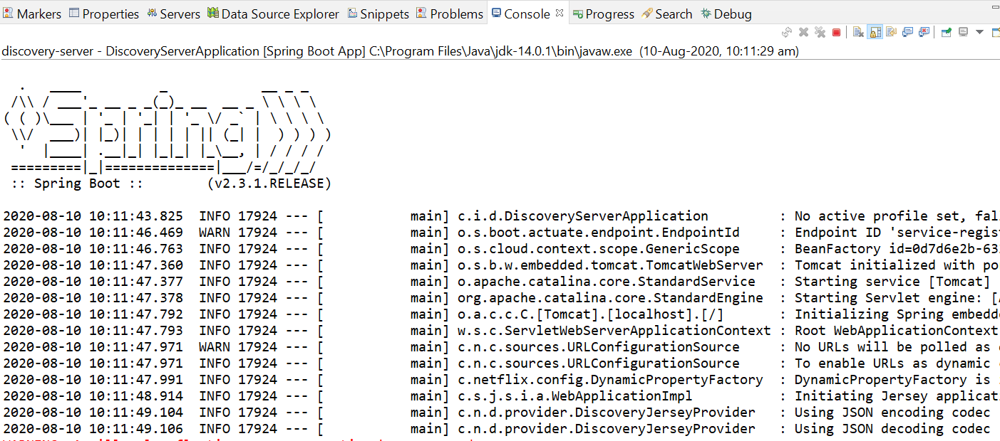 Markers Properties Servers Data Source Explorer Snippets Problems Console Progress Search Debug
discovery-server - DiscoveryServerApplication [Spring Boot App] C:\Program Files\Java\jdk-14.0.1\bin\javaw.exe (10-Aug-2020, 10:11:29 am)
  .   ____          _            __ _ _
 /\\ / ___'_ __ _ _(_)_ __  __ _ \ \ \ \
( ( )\___ | '_ | '_| | '_ \/ _` | \ \ \ \
 \\/  ___)| |_)| | | | | || (_| |  ) ) ) )
  '  |____| .__|_| |_|_| |_\__, | / / / /
 =========|_|==============|___/=/_/_/_/
 :: Spring Boot ::        (v2.3.1.RELEASE)
2020-08-10 10:11:43.825  INFO 17924 --- [           main] c.i.d.DiscoveryServerApplication         : No active profile set, fal
2020-08-10 10:11:46.469  WARN 17924 --- [           main] o.s.boot.actuate.endpoint.EndpointId     : Endpoint ID 'service-regis
2020-08-10 10:11:46.763  INFO 17924 --- [           main] o.s.cloud.context.scope.GenericScope     : BeanFactory id=0d7d6e2b-63
2020-08-10 10:11:47.360  INFO 17924 --- [           main] o.s.b.w.embedded.tomcat.TomcatWebServer  : Tomcat initialized with po
2020-08-10 10:11:47.377  INFO 17924 --- [           main] o.apache.catalina.core.StandardService   : Starting service [Tomcat]
2020-08-10 10:11:47.378  INFO 17924 --- [           main] org.apache.catalina.core.StandardEngine  : Starting Servlet engine: [
2020-08-10 10:11:47.792  INFO 17924 --- [           main] o.a.c.c.C.[Tomcat].[localhost].[/]       : Initializing Spring embedd
2020-08-10 10:11:47.793  INFO 17924 --- [           main] w.s.c.ServletWebServerApplicationContext : Root WebApplicationContext
2020-08-10 10:11:47.971  WARN 17924 --- [           main] c.n.c.sources.URLConfigurationSource     : No URLs will be polled as
2020-08-10 10:11:47.971  INFO 17924 --- [           main] c.n.c.sources.URLConfigurationSource     : To enable URLs as dynamic
2020-08-10 10:11:47.991  INFO 17924 --- [           main] c.netflix.config.DynamicPropertyFactory  : DynamicPropertyFactory is
2020-08-10 10:11:48.914  INFO 17924 --- [           main] c.s.j.s.i.a.WebApplicationImpl           : Initiating Jersey applicati
2020-08-10 10:11:49.104  INFO 17924 --- [           main] c.n.d.provider.DiscoveryJerseyProvider   : Using JSON encoding codec
2020-08-10 10:11:49.106  INFO 17924 --- [           main] c.n.d.provider.DiscoveryJerseyProvider   : Using JSON decoding codec